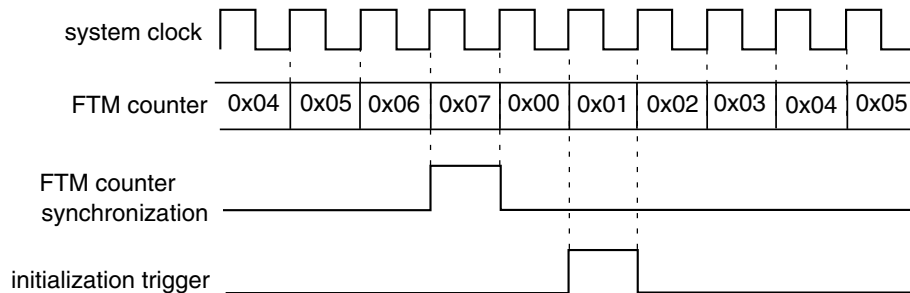 system clock
FTM counter 0x04 0x05 0x06 0x07 0x00 0x01 0x02 0x03 0x04 0x05
FTM counter
synchronization
initialization trigger